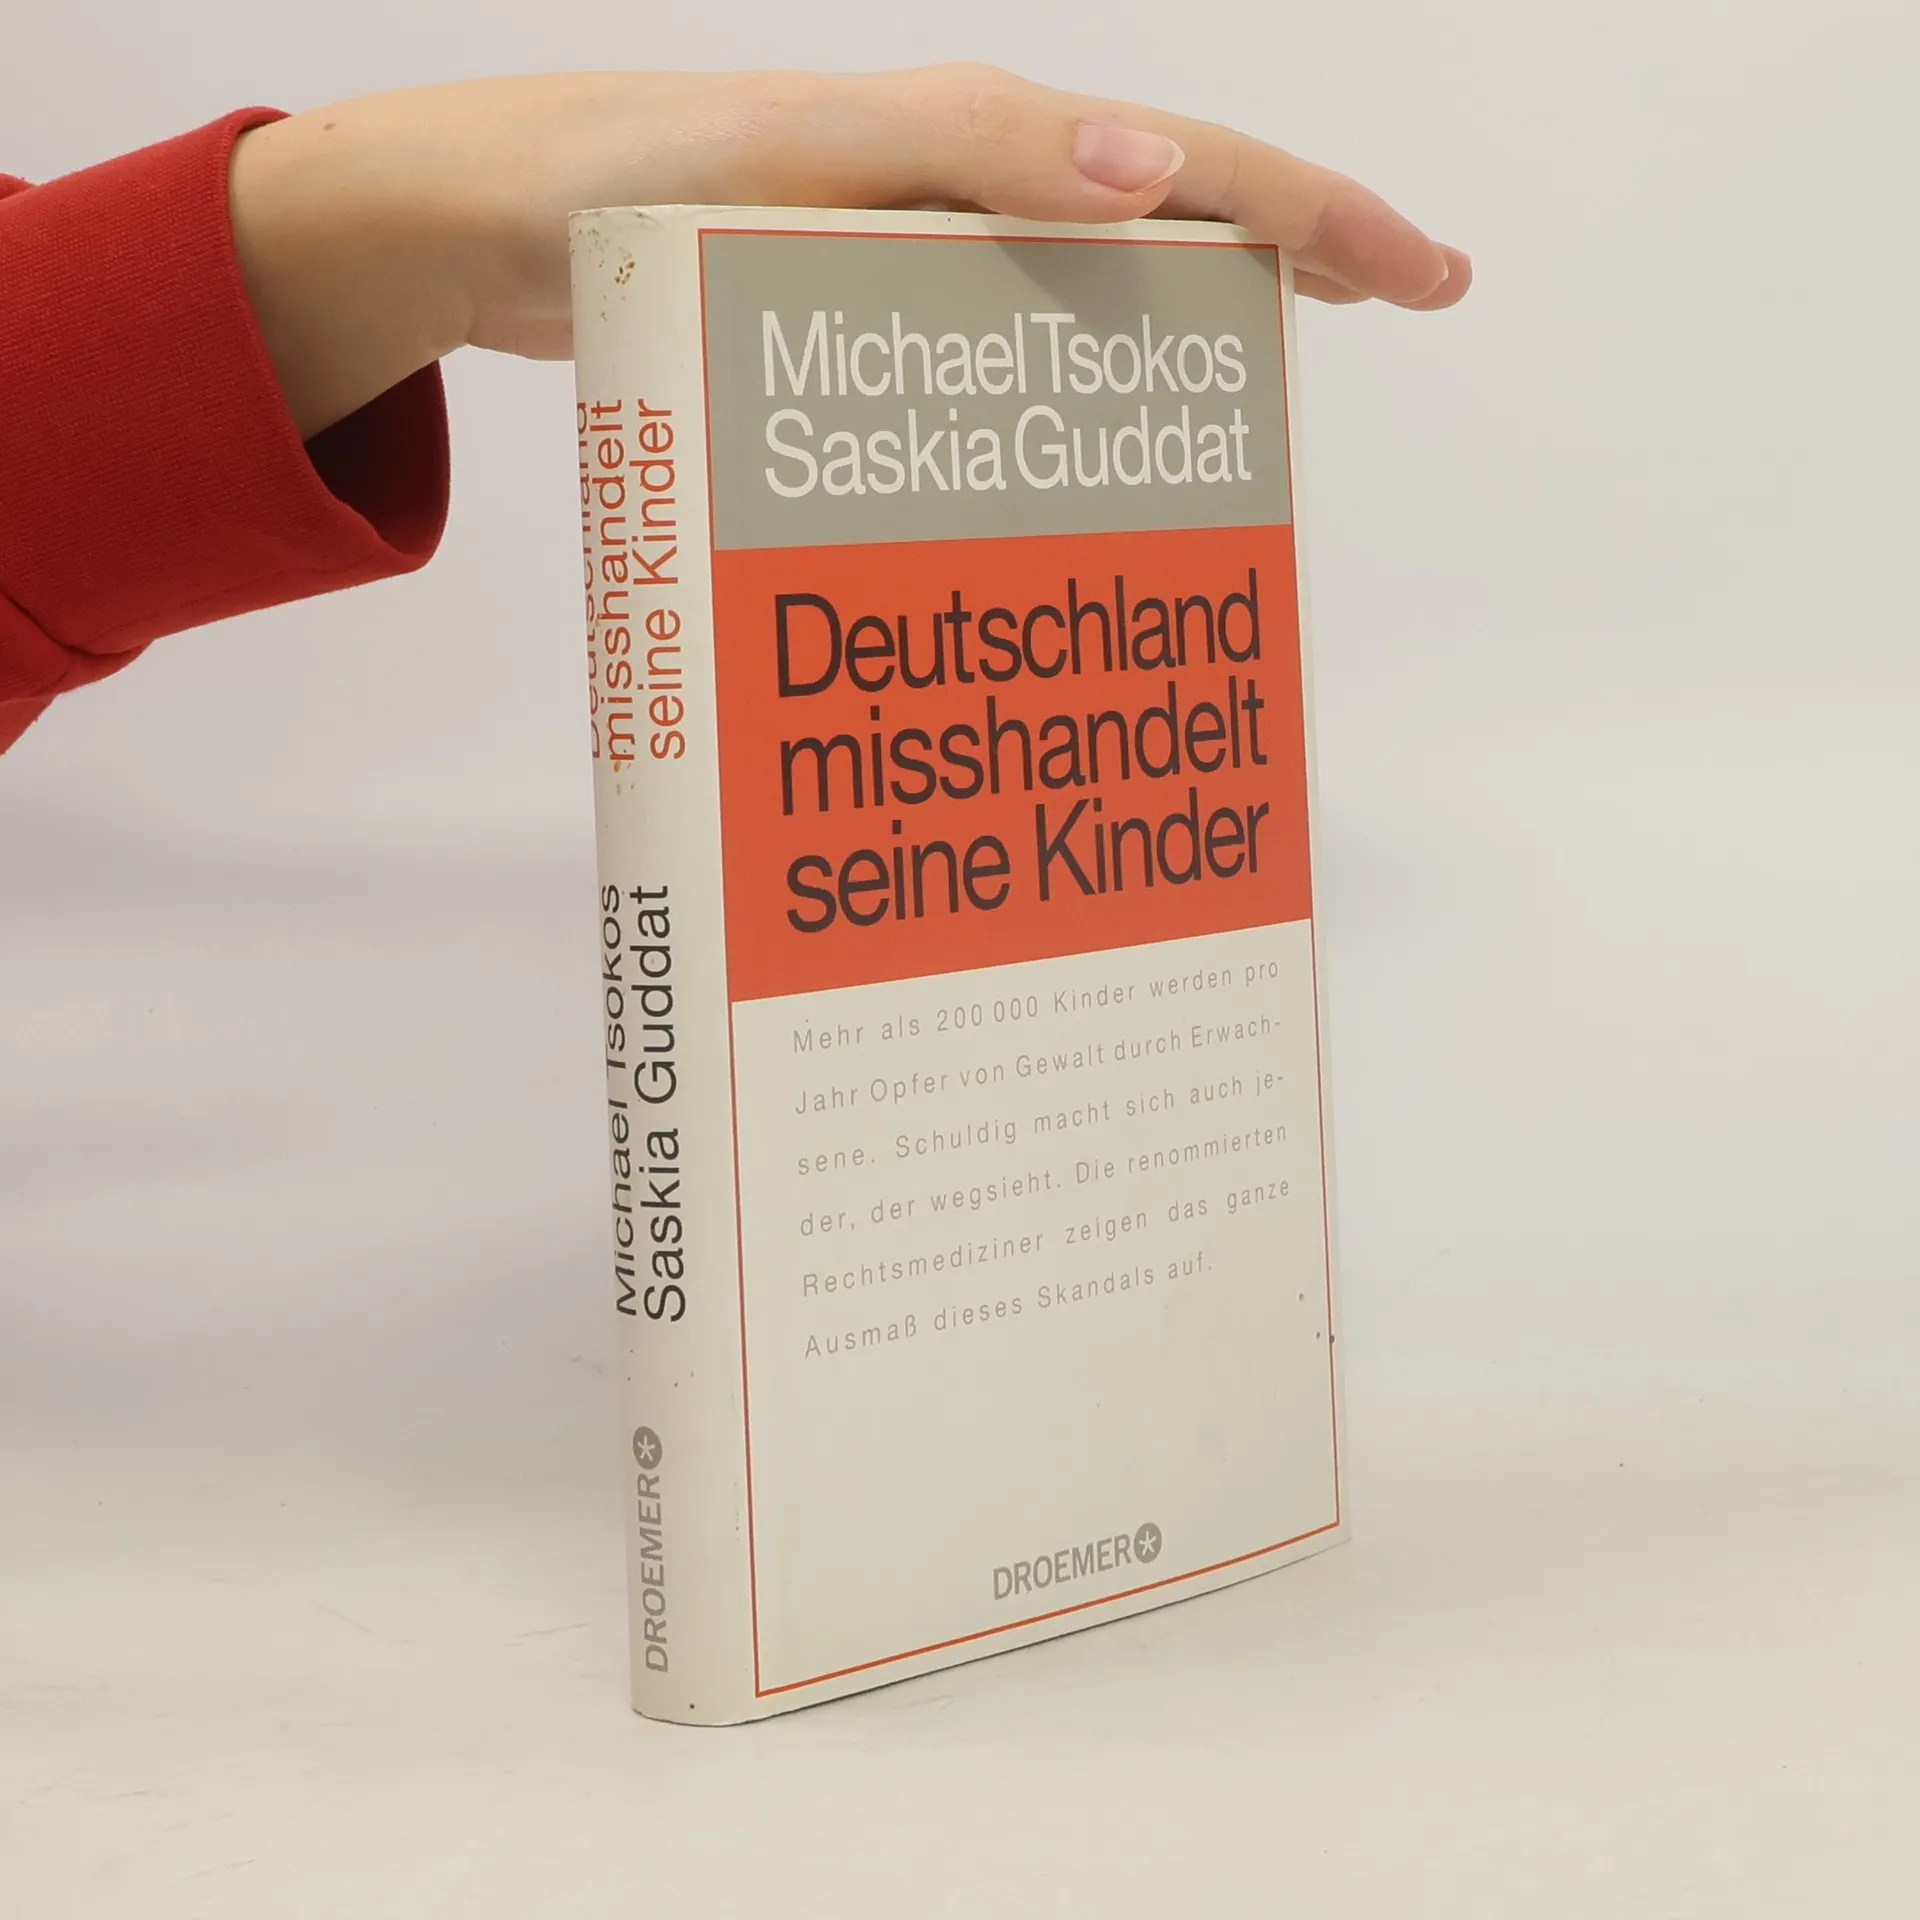 Michael Tsokos
Saskia Guddat
Deutschland
misshandelt
seine Kinder
Mehr als 200 000 Kinder werden pro
Jahr Opfer von Gewalt durch Erwach-
sene. Schuldig macht sich auch je-
der, der wegsieht. Die renommierten
Rechtsmediziner zeigen das ganze
Ausmaß dieses Skandals auf.
DROEMER
Deutschland
misshandelt
seine Kinder
Michael Tsokos
Saskia Guddat
DROEMER